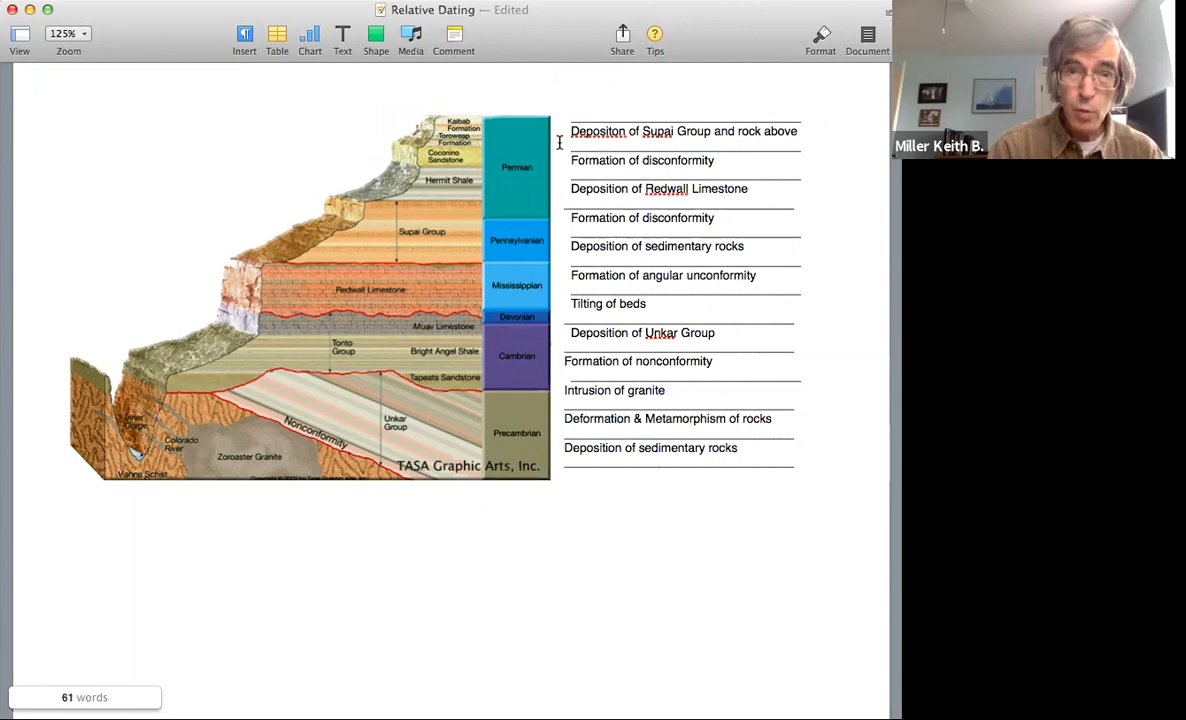 Relative Dating — Edited
125%
View
Zoom
Insert
Table
Chart
Text
Shape
Media
Comment
Share
Tips
Format
Document
Miller Keith B.
Kaibab
Formation
Toroweap
Formation
Coconino
Sandstone
Hermit Shale
Supai Group
Redwall Limestone
Muav Limestone
Tonto
Group
Bright Angel Shale
Tapeats Sandstone
Unkar
Group
Nonconformity
Inner
Gorge
Colorado
River
Zoroaster Granite
Vishnu Schist
TASA Graphic Arts, Inc.
Permian
Pennsylvanian
Mississippian
Devonian
Cambrian
Precambrian
Depositon of Supai Group and rock above
Formation of disconformity
Deposition of Redwall Limestone
Formation of disconformity
Deposition of sedimentary rocks
Formation of angular unconformity
Tilting of beds
Deposition of Unkar Group
Formation of nonconformity
Intrusion of granite
Deformation & Metamorphism of rocks
Deposition of sedimentary rocks
61 words